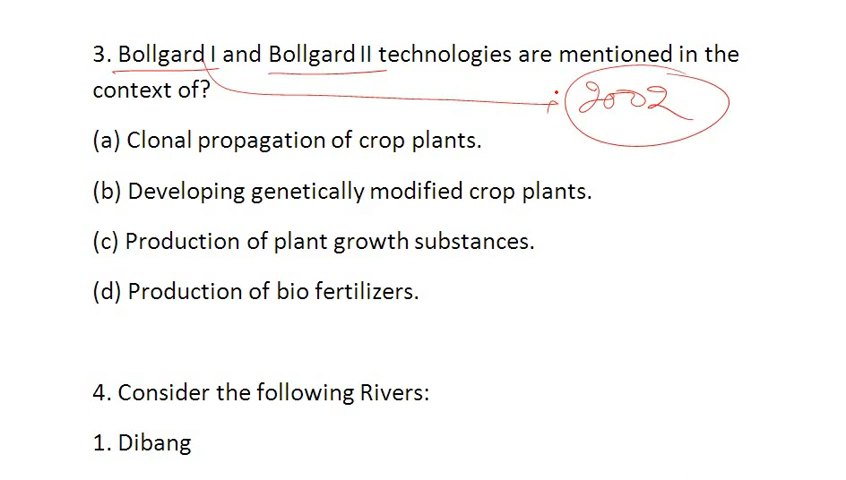 3. Bollgard I and Bollgard II technologies are mentioned in the
context of?
2002
(a) Clonal propagation of crop plants.
(b) Developing genetically modified crop plants.
(c) Production of plant growth substances.
(d) Production of bio fertilizers.
4. Consider the following Rivers:
1. Dibang